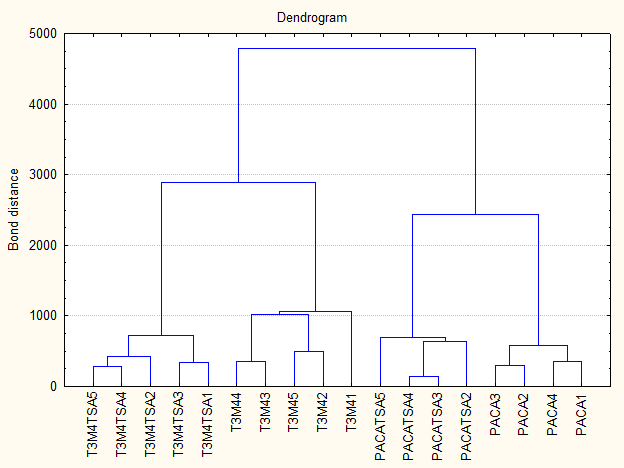 Dendrogram
Bond distance
5000
4000
3000
2000
1000
0
T3M4TSA5
T3M4TSA4
T3M4TSA2
T3M4TSA3
T3M4TSA1
T3M44
T3M43
T3M45
T3M42
T3M41
PACATSA5
PACATSA4
PACATSA3
PACATSA2
PACA3
PACA2
PACA4
PACA1